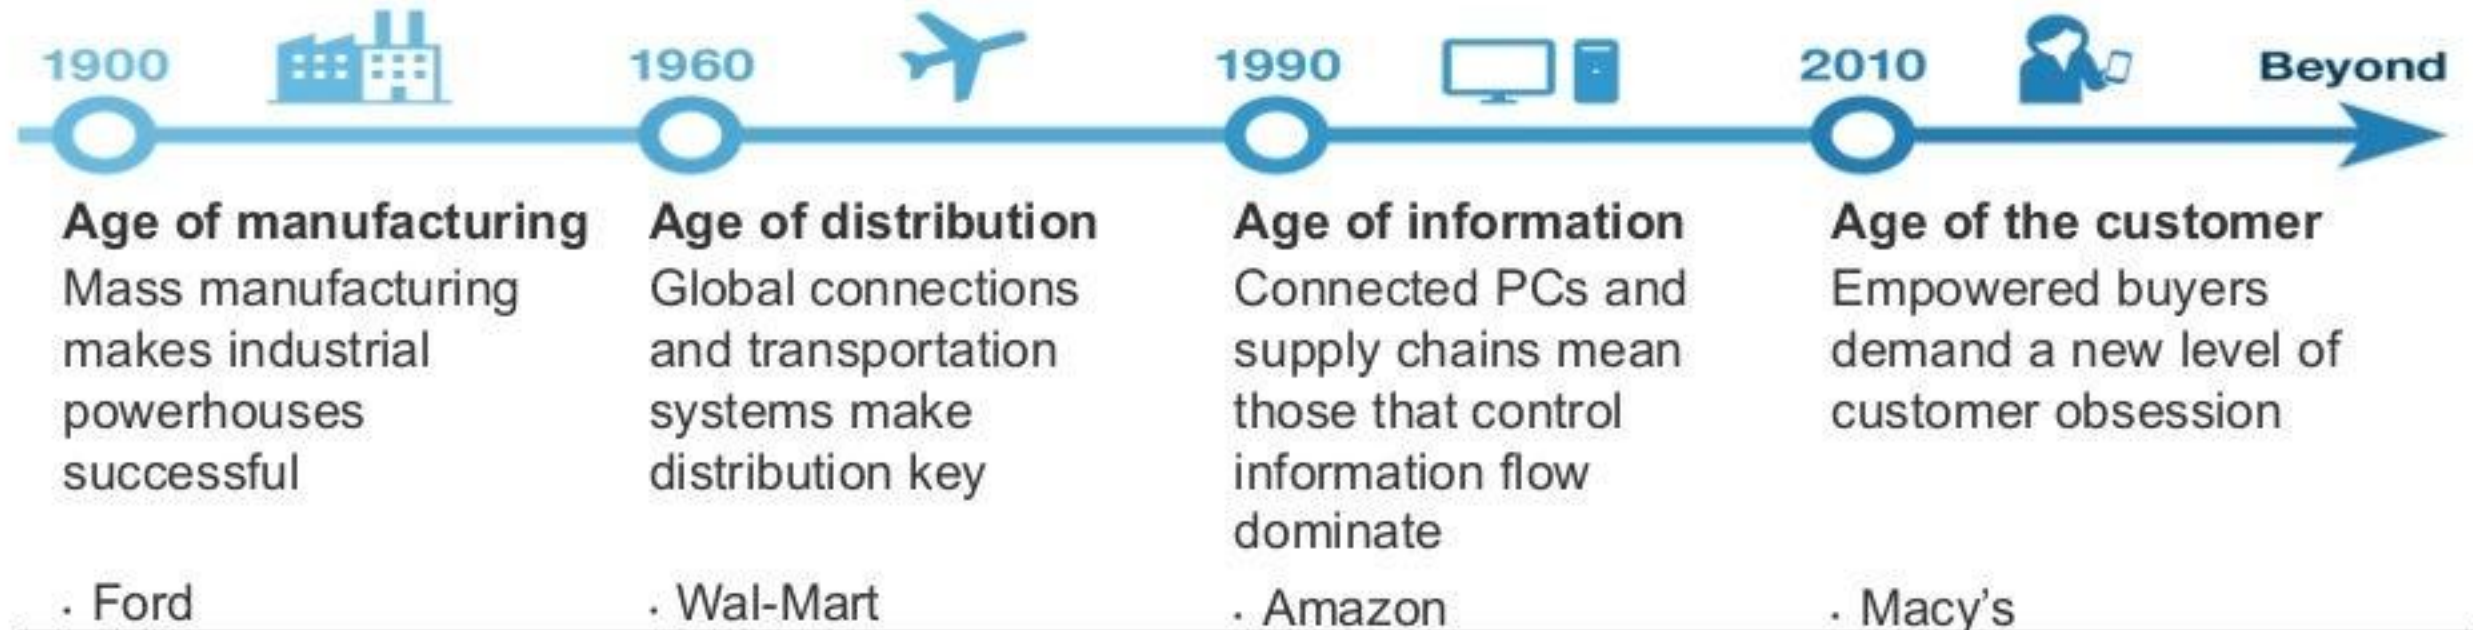 1900
1960
1990
2010
Beyond
Age of manufacturing
Mass manufacturing
makes industrial
powerhouses
successful
· Ford
Age of distribution
Global connections
and transportation
systems make
distribution key
· Wal-Mart
Age of information
Connected PCs and
supply chains mean
those that control
information flow
dominate
· Amazon
Age of the customer
Empowered buyers
demand a new level of
customer obsession
· Macy’s